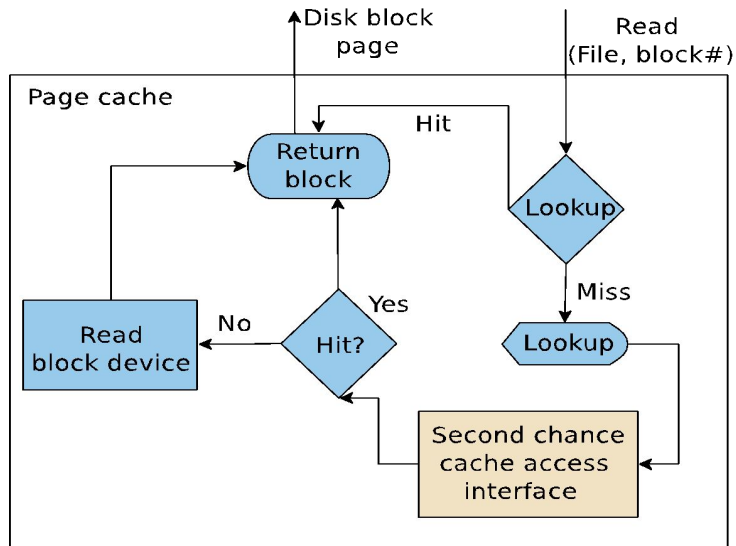 Disk block
page
Read
(File, block#)
Page cache
Hit
Return
block
Lookup
Miss
Yes
No
Read
block device
Hit?
Lookup
Second chance
cache access
interface